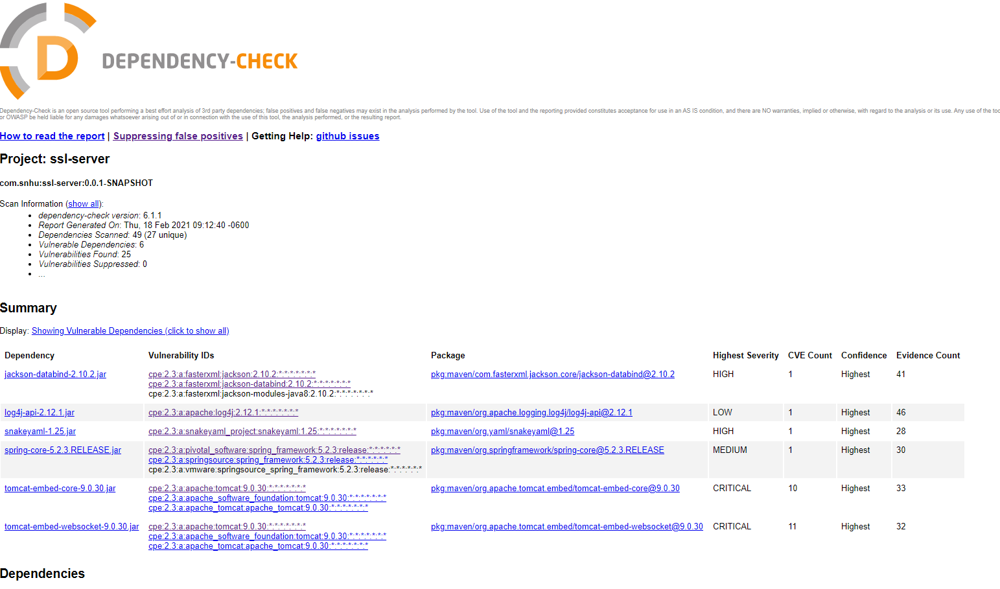 DEPENDENCY-CHECK
Dependency-Check is an open source tool performing a best effort analysis of 3rd party dependencies; false positives and false negatives may exist in the analysis performed by the tool. Use of the tool and the reporting provided constitutes acceptance for use in an AS IS condition, and there are NO warranties, implied or otherwise, with regard to the analysis or its use. Any use of the
or OWASP be held liable for any damages whatsoever arising out of or in connection with the use of this tool, the analysis performed, or the resulting report.
How to read the report | Suppressing false positives | Getting Help: github issues
Project: ssl-server
com.snhu:ssl-server:0.0.1-SNAPSHOT
Scan Information (show all):
• dependency-check version: 6.1.1
• Report Generated On: Thu, 18 Feb 2021 09:12:40 -0600
• Dependencies Scanned: 49 (27 unique)
• Vulnerable Dependencies: 6
• Vulnerabilities Found: 25
• Vulnerabilities Suppressed: 0
• ...
Summary
Display: Showing Vulnerable Dependencies (click to show all)
Dependency Vulnerability IDs Package Highest Severity CVE Count Confidence Evidence Count
jackson-databind-2.10.2.jar cpe:2.3:a:fasterxml:jackson:2.10.2:*:*:*:*:*:*:* pkg:maven/com.fasterxml.jackson.core/jackson-databind@2.10.2 HIGH 1 Highest 41
cpe:2.3:a:fasterxml:jackson-databind:2.10.2:*:*:*:*:*:*:*
cpe:2.3:a:fasterxml:jackson-modules-java8:2.10.2:*:*:*:*:*:*:*
log4j-api-2.12.1.jar cpe:2.3:a:apache:log4j:2.12.1:*:*:*:*:*:*:* pkg:maven/org.apache.logging.log4j/log4j-api@2.12.1 LOW 1 Highest 46
snakeyaml-1.25.jar cpe:2.3:a:snakeyaml_project:snakeyaml:1.25:*:*:*:*:*:*:* pkg:maven/org.yaml/snakeyaml@1.25 HIGH 1 Highest 28
spring-core-5.2.3.RELEASE.jar cpe:2.3:a:pivotal_software:spring_framework:5.2.3:release:*:*:*:*:*:* pkg:maven/org.springframework/spring-core@5.2.3.RELEASE MEDIUM 1 Highest 30
cpe:2.3:a:springsource:spring_framework:5.2.3:release:*:*:*:*:*:*
cpe:2.3:a:vmware:springsource_spring_framework:5.2.3:release:*:*:*:*:*:*
tomcat-embed-core-9.0.30.jar cpe:2.3:a:apache:tomcat:9.0.30:*:*:*:*:*:*:* pkg:maven/org.apache.tomcat.embed/tomcat-embed-core@9.0.30 CRITICAL 10 Highest 33
cpe:2.3:a:apache_software_foundation:tomcat:9.0.30:*:*:*:*:*:*:*
cpe:2.3:a:apache_tomcat:apache_tomcat:9.0.30:*:*:*:*:*:*:*
tomcat-embed-websocket-9.0.30.jar cpe:2.3:a:apache:tomcat:9.0.30:*:*:*:*:*:*:* pkg:maven/org.apache.tomcat.embed/tomcat-embed-websocket@9.0.30 CRITICAL 11 Highest 32
cpe:2.3:a:apache_software_foundation:tomcat:9.0.30:*:*:*:*:*:*:*
cpe:2.3:a:apache_tomcat:apache_tomcat:9.0.30:*:*:*:*:*:*:*
Dependencies